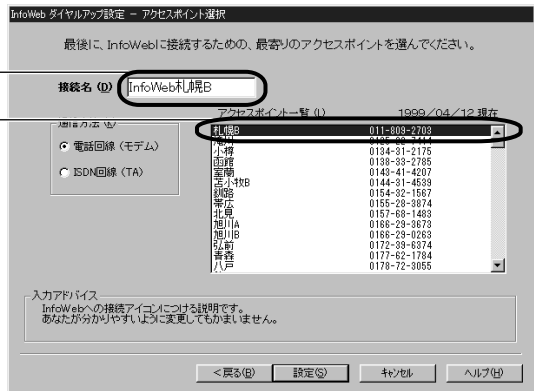 InfoWeb ダイヤルアップ設定 － アクセスポイント選択
最後に、InfoWebに接続するための、最寄りのアクセスポイントを選んでください。
接続名 (D) InfoWeb札幌B
アクセスポイント一覧 (L) 1999／04／12 現在
通信方法 (E)
電話回線（モデム）
ISDN回線（TA）
札幌B 011-809-2703
滝川 0125-22-7414
小樽 0134-31-2175
函館 0138-33-2785
室蘭 0143-41-4207
苫小牧B 0144-31-4539
釧路 0154-32-1567
帯広 0155-28-3874
北見 0157-68-1483
旭川A 0166-29-3673
旭川B 0166-29-0263
弘前 0172-39-6374
青森 0177-62-1784
八戸 0178-72-3055
入力アドバイス
InfoWebへの接続アイコンにつける説明です。
あなたが分かりやすいように変更してもかまいません。
<戻る(B) 設定(S) キャンセル ヘルプ(H)